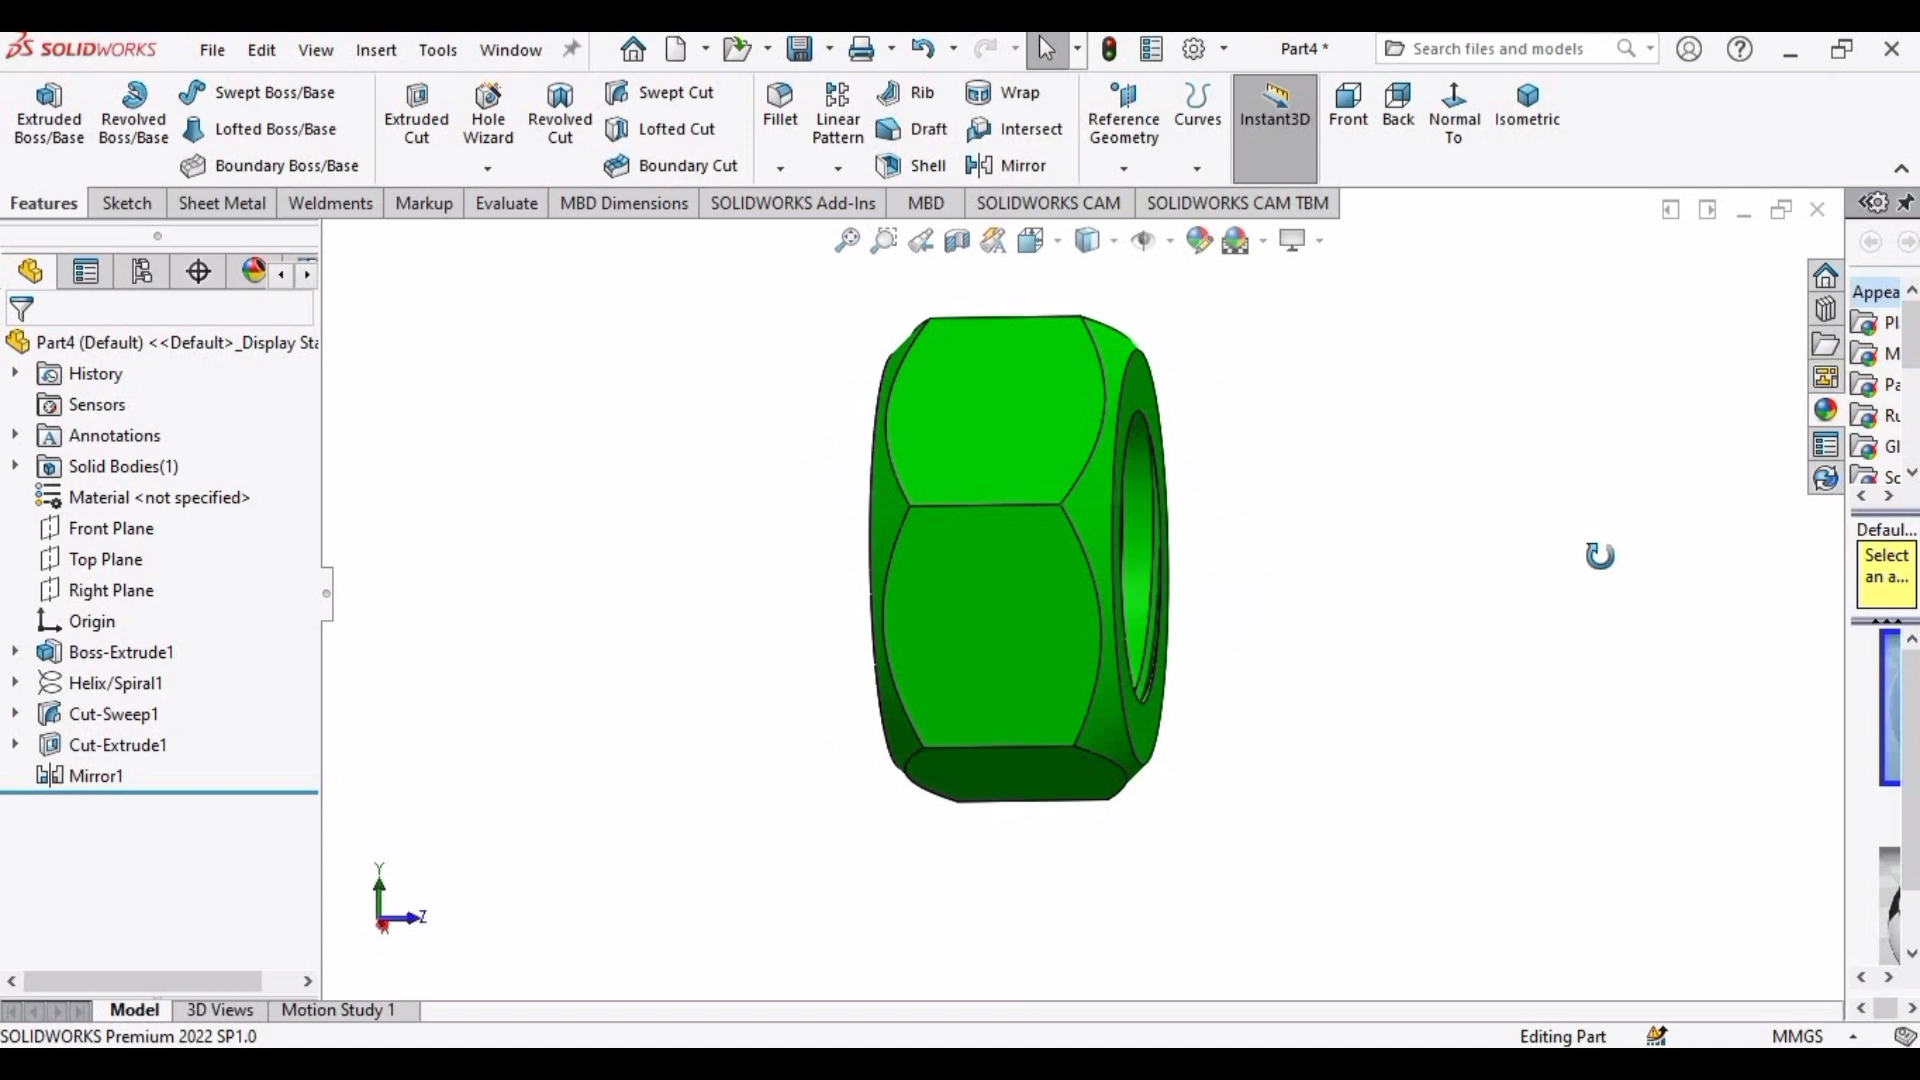 SOLIDWORKS File Edit View Insert Tools Window Part4 * Search files and models
Extruded Boss/Base
Revolved Boss/Base
Swept Boss/Base
Lofted Boss/Base
Boundary Boss/Base
Extruded Cut
Hole Wizard
Revolved Cut
Swept Cut
Lofted Cut
Boundary Cut
Fillet
Linear Pattern
Rib
Draft
Shell
Wrap
Intersect
Mirror
Reference Geometry
Curves
Instant3D
Front
Back
Normal To
Isometric
Features Sketch Sheet Metal Weldments Markup Evaluate MBD Dimensions SOLIDWORKS Add-Ins MBD SOLIDWORKS CAM SOLIDWORKS CAM TBM
Part4 (Default) <<Default>_Display Sta
History
Sensors
Annotations
Solid Bodies(1)
Material <not specified>
Front Plane
Top Plane
Right Plane
Origin
Boss-Extrude1
Helix/Spiral1
Cut-Sweep1
Cut-Extrude1
Mirror1
Y
Z
Appea
Pl
M
Pa
Ru
Gl
Sc
Defaul...
Select
an a...
Model 3D Views Motion Study 1
SOLIDWORKS Premium 2022 SP1.0 Editing Part MMGS